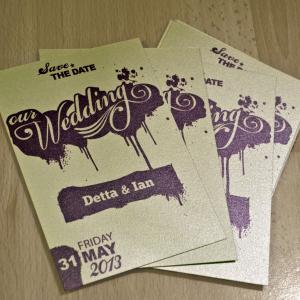 Save *
THE DATE
our Wedding
Detta & Ian
31 FRIDAY
MAY
2013